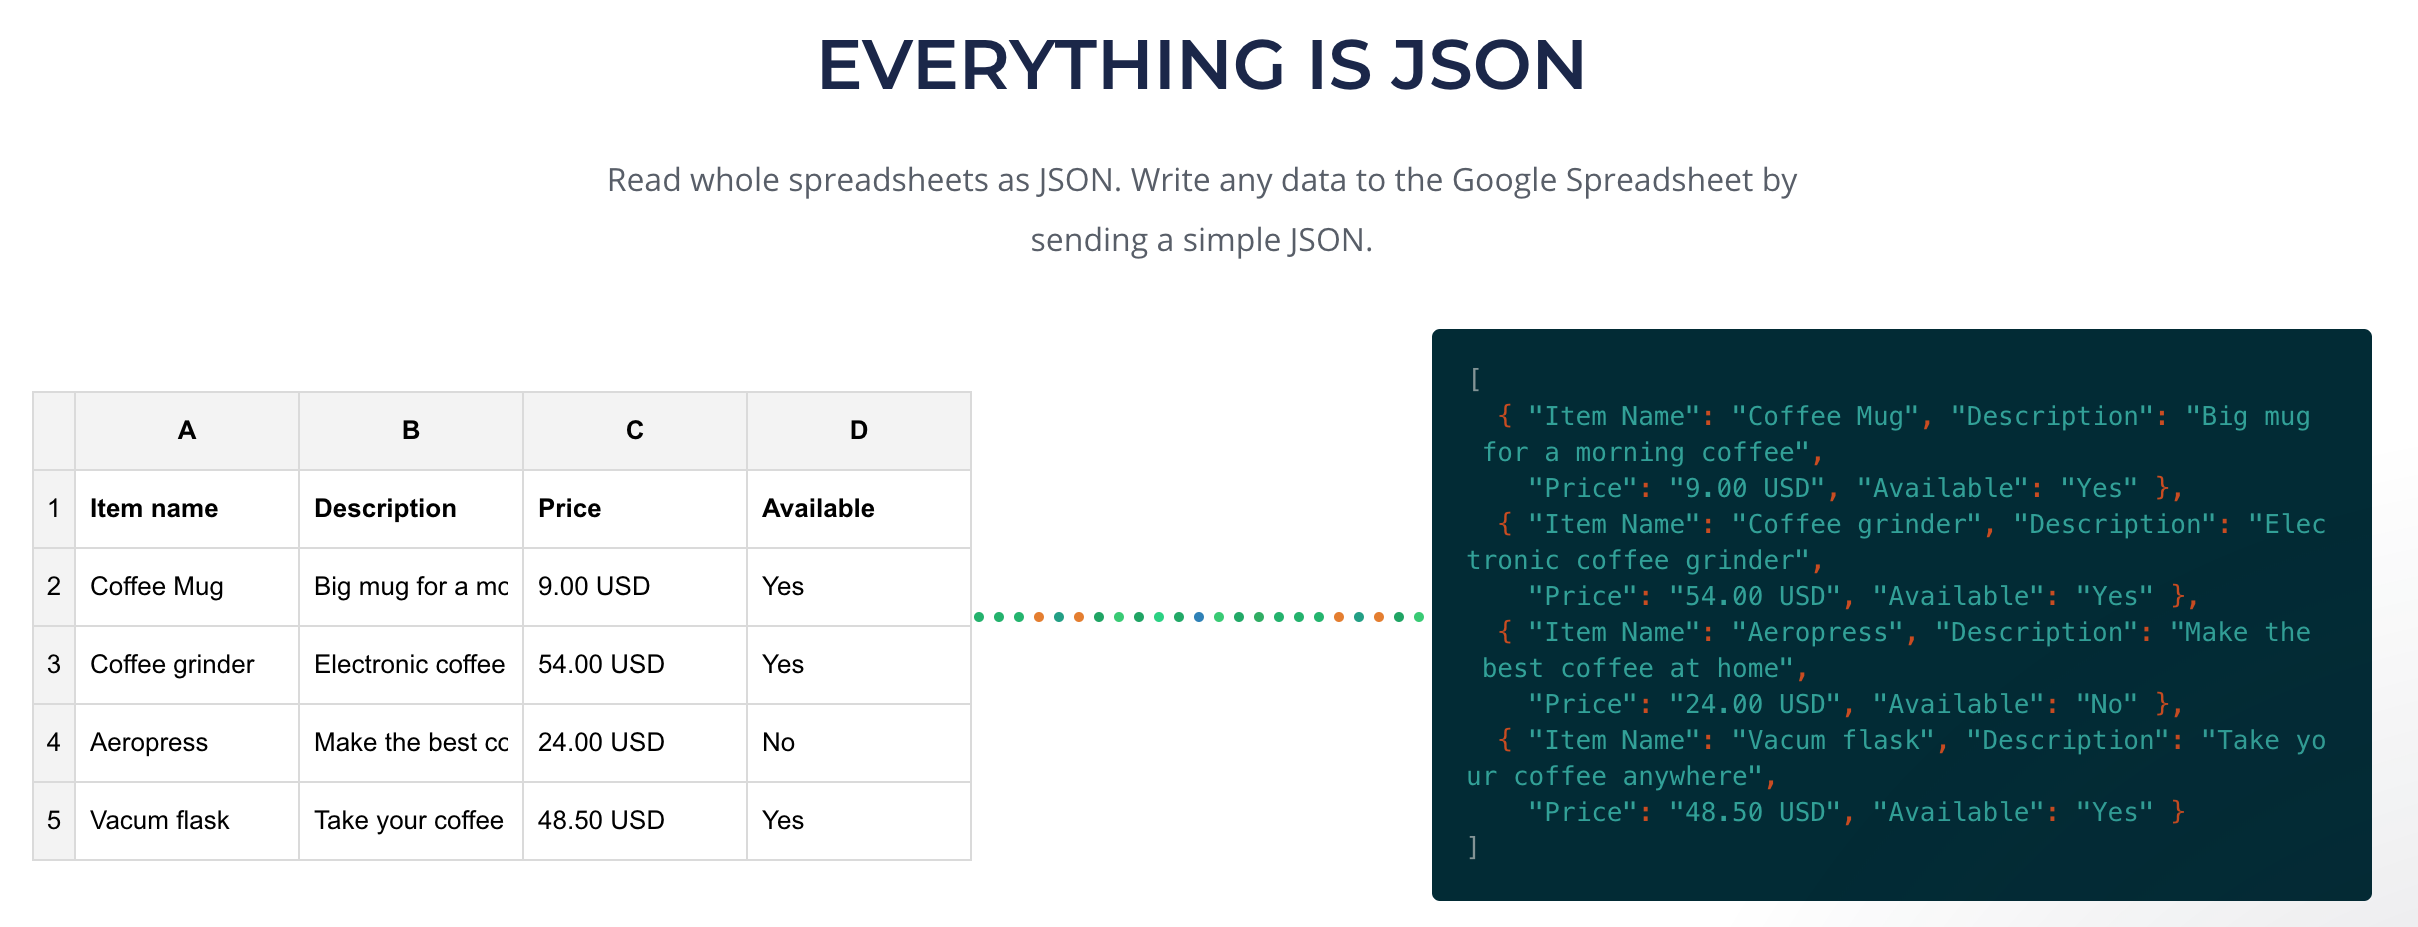 EVERYTHING IS JSON
Read whole spreadsheets as JSON. Write any data to the Google Spreadsheet by
sending a simple JSON.
A B C D
1 Item name Description Price Available
2 Coffee Mug Big mug for a mo 9.00 USD Yes
3 Coffee grinder Electronic coffee 54.00 USD Yes
4 Aeropress Make the best co 24.00 USD No
5 Vacum flask Take your coffee 48.50 USD Yes
[
{ "Item Name": "Coffee Mug", "Description": "Big mug
for a morning coffee",
"Price": "9.00 USD", "Available": "Yes" },
{ "Item Name": "Coffee grinder", "Description": "Elec
tronic coffee grinder",
"Price": "54.00 USD", "Available": "Yes" },
{ "Item Name": "Aeropress", "Description": "Make the
best coffee at home",
"Price": "24.00 USD", "Available": "No" },
{ "Item Name": "Vacum flask", "Description": "Take yo
ur coffee anywhere",
"Price": "48.50 USD", "Available": "Yes" }
]